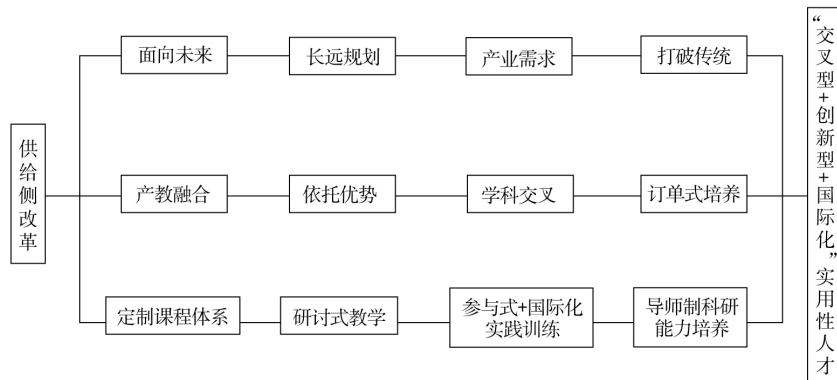 供给侧改革
面向未来
长远规划
产业需求
打破传统
产教融合
依托优势
学科交叉
订单式培养
定制课程体系
研讨式教学
参与式+国际化
实践训练
导师制科研
能力培养
“交叉型+创新型+国际化”实用性人才